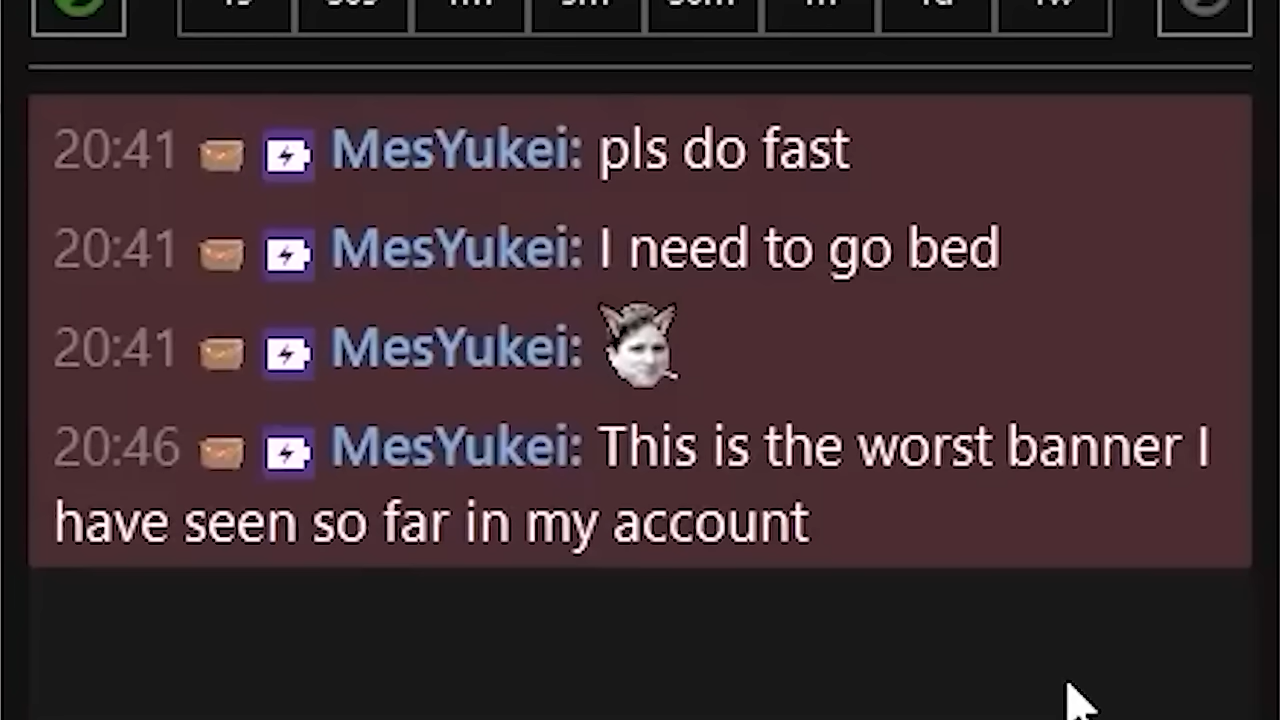 20:41 MesYukei: pls do fast
20:41 MesYukei: I need to go bed
20:41 MesYukei:
20:46 MesYukei: This is the worst banner I
have seen so far in my account